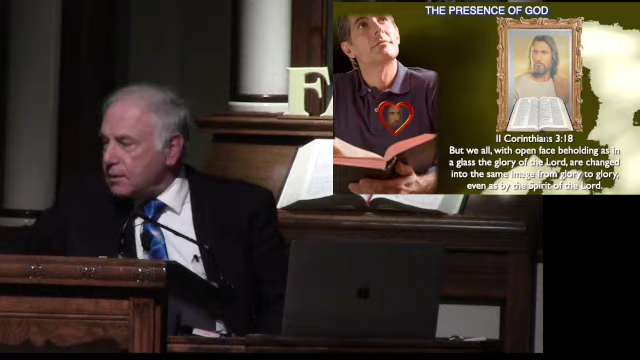 THE PRESENCE OF GOD
F
II Corinthians 3:18
But we all, with open face beholding as in
a glass the glory of the Lord, are changed
into the same image from glory to glory,
even as by the Spirit of the Lord.